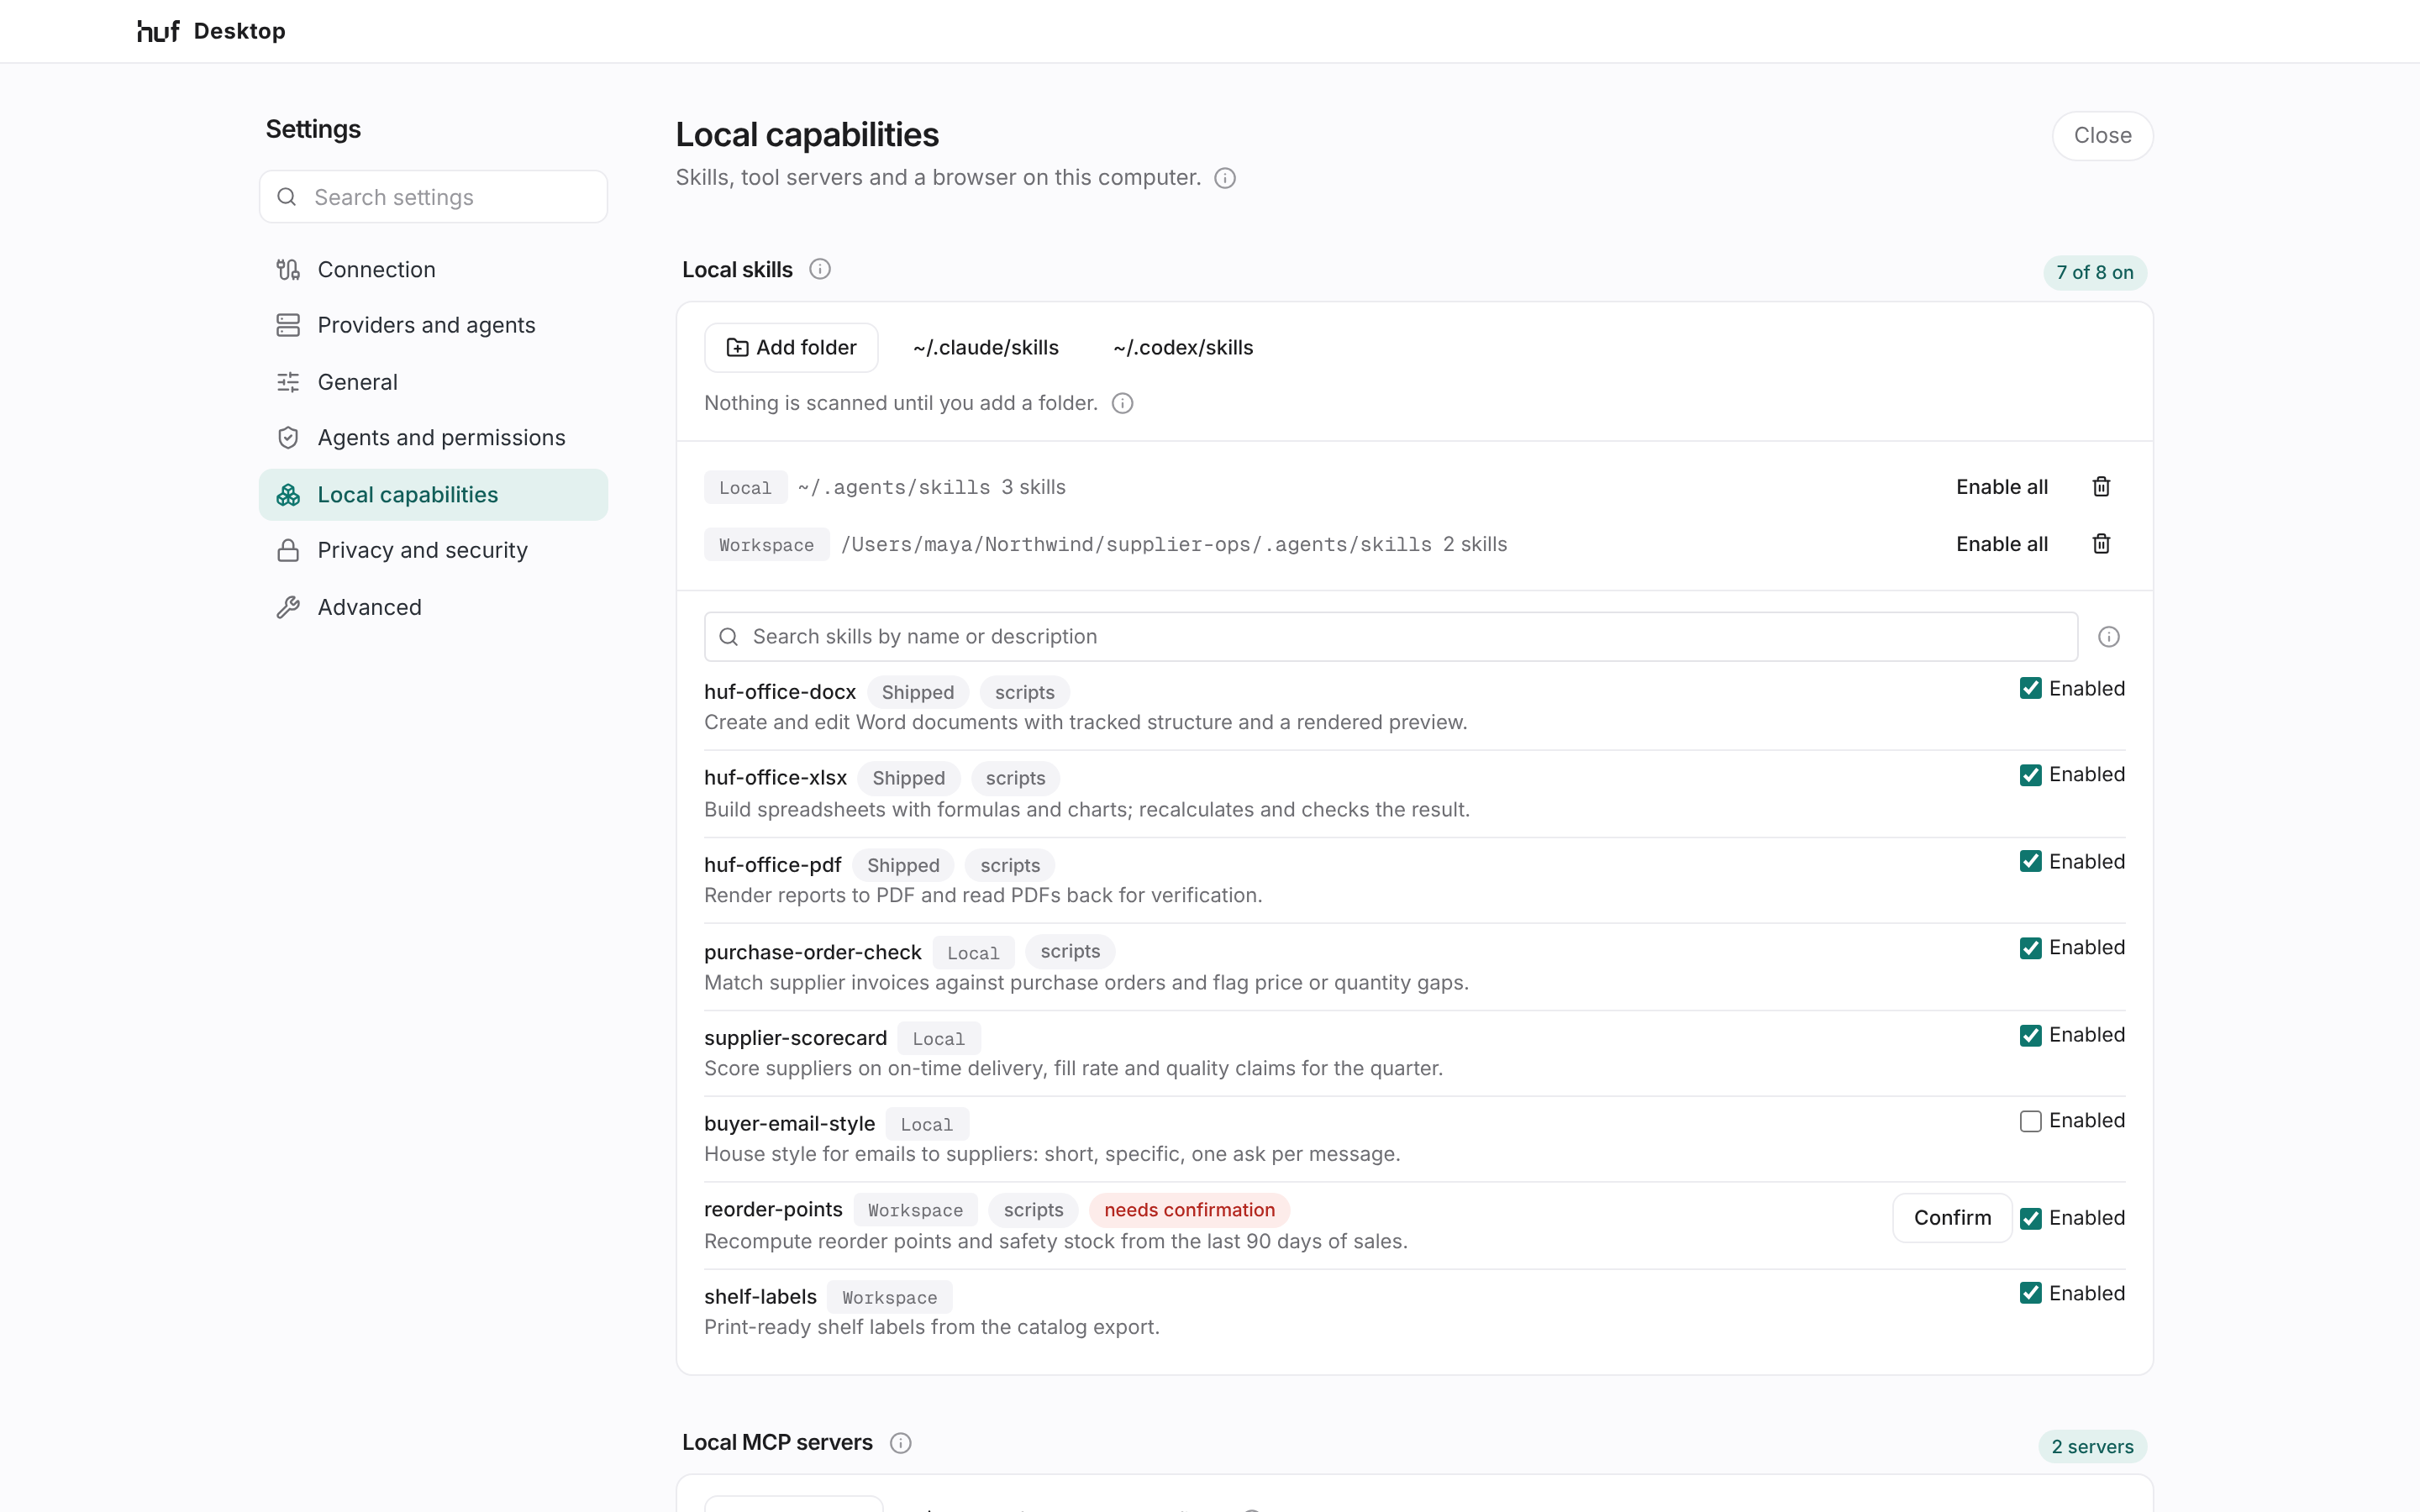 huf Desktop
Settings
Search settings
Connection
Providers and agents
General
Agents and permissions
Local capabilities
Privacy and security
Advanced
Local capabilities
Close
Skills, tool servers and a browser on this computer.
Local skills
7 of 8 on
Add folder ~/.claude/skills ~/.codex/skills
Nothing is scanned until you add a folder.
Local ~/.agents/skills 3 skills Enable all
Workspace /Users/maya/Northwind/supplier-ops/.agents/skills 2 skills Enable all
Search skills by name or description
huf-office-docx Shipped scripts Enabled
Create and edit Word documents with tracked structure and a rendered preview.
huf-office-xlsx Shipped scripts Enabled
Build spreadsheets with formulas and charts; recalculates and checks the result.
huf-office-pdf Shipped scripts Enabled
Render reports to PDF and read PDFs back for verification.
purchase-order-check Local scripts Enabled
Match supplier invoices against purchase orders and flag price or quantity gaps.
supplier-scorecard Local Enabled
Score suppliers on on-time delivery, fill rate and quality claims for the quarter.
buyer-email-style Local Enabled
House style for emails to suppliers: short, specific, one ask per message.
reorder-points Workspace scripts needs confirmation Confirm Enabled
Recompute reorder points and safety stock from the last 90 days of sales.
shelf-labels Workspace Enabled
Print-ready shelf labels from the catalog export.
Local MCP servers
2 servers